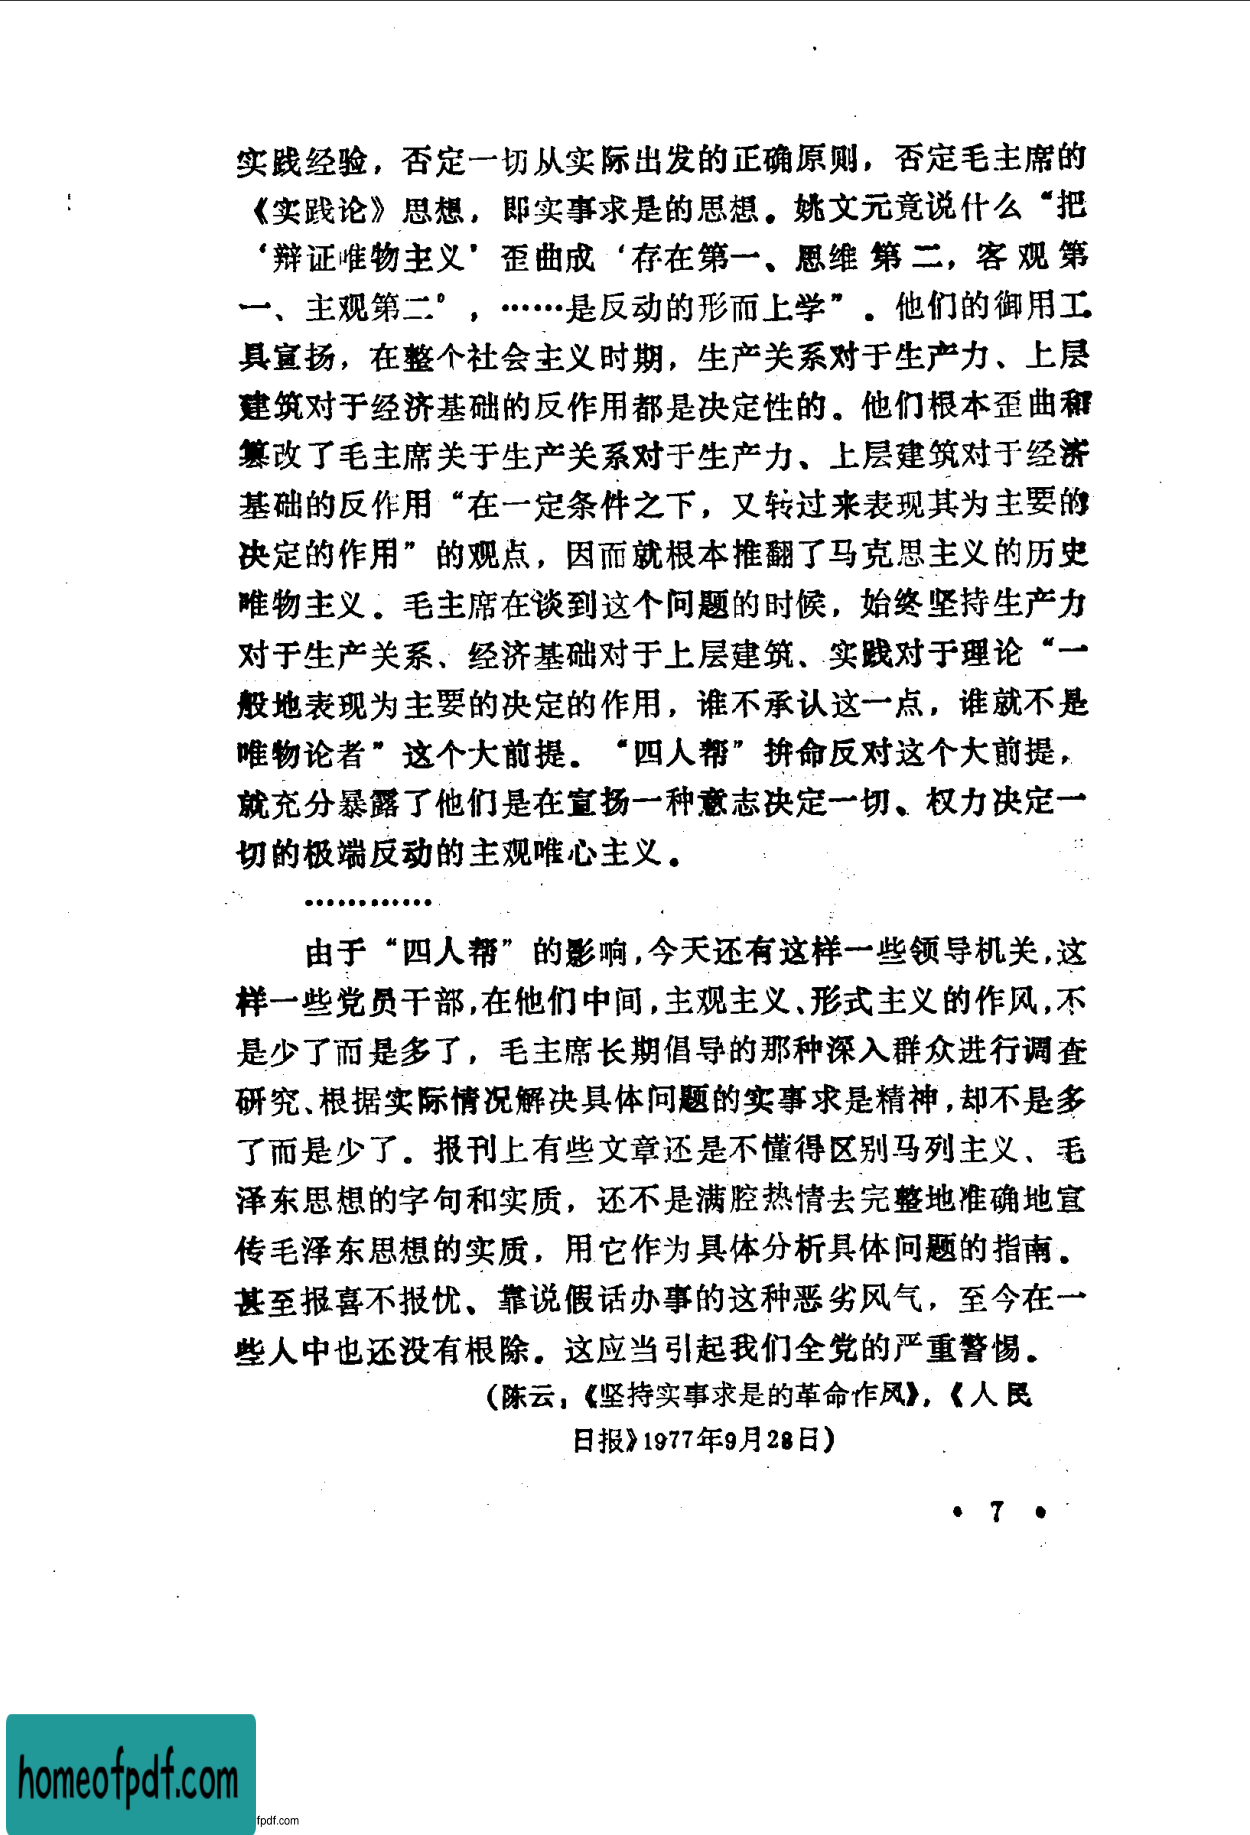 实践经验，否定一切从实际出发的正确原则，否定毛主席的
《实践论》思想，即实事求是的思想。姚文元竟说什么“把
‘辩证唯物主义’歪曲成‘存在第一、思维第二，客观第
一、主观第二’，……是反动的形而上学”。他们的御用工
具宣扬，在整个社会主义时期，生产关系对于生产力、上层
建筑对于经济基础的反作用都是决定性的。他们根本歪曲和
篡改了毛主席关于生产关系对于生产力、上层建筑对于经济
基础的反作用“在一定条件之下，又转过来表现其为主要的
决定的作用”的观点，因而就根本推翻了马克思主义的历史
唯物主义。毛主席在谈到这个问题的时候，始终坚持生产力
对于生产关系、经济基础对于上层建筑、实践对于理论“一
般地表现为主要的决定的作用，谁不承认这一点，谁就不是
唯物论者”这个大前提。“四人帮”拚命反对这个大前提，
就充分暴露了他们是在宣扬一种意志决定一切、权力决定一
切的极端反动的主观唯心主义。
…………
由于“四人帮”的影响，今天还有这样一些领导机关，这
样一些党员干部，在他们中间，主观主义、形式主义的作风，不
是少了而是多了，毛主席长期倡导的那种深入群众进行调查
研究、根据实际情况解决具体问题的实事求是精神，却不是多
了而是少了。报刊上有些文章还是不懂得区别马列主义、毛
泽东思想的字句和实质，还不是满腔热情去完整地准确地宣
传毛泽东思想的实质，用它作为具体分析具体问题的指南。
甚至报喜不报忧、靠说假话办事的这种恶劣风气，至今在一
些人中也还没有根除。这应当引起我们全党的严重警惕。
（陈云：《坚持实事求是的革命作风》，《人民
日报》1977年9月28日）
• 7 •
homeofpdf.com
fpdf.com